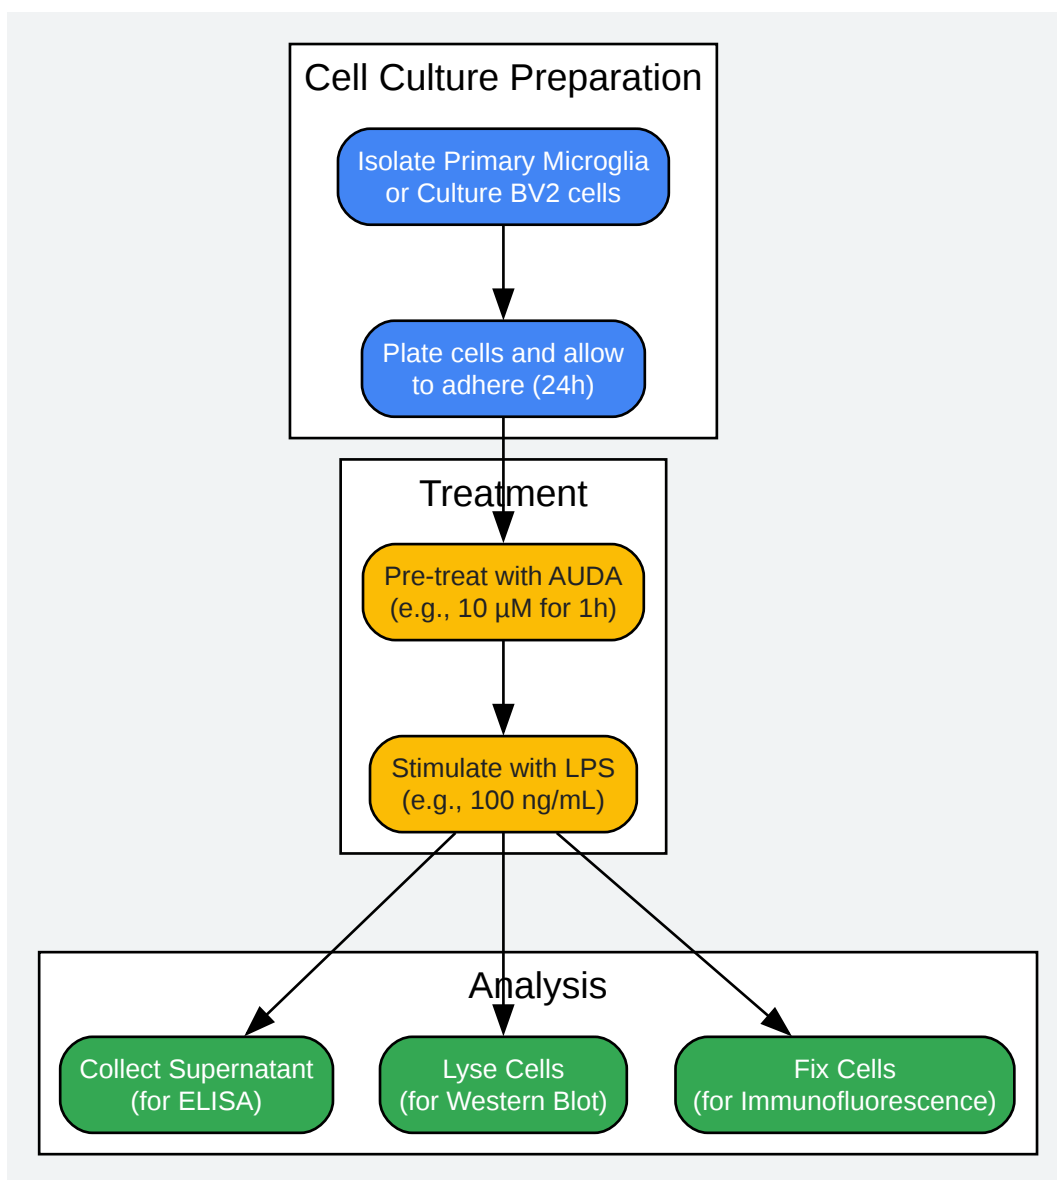 Cell Culture Preparation
Isolate Primary Microglia
or Culture BV2 cells
Plate cells and allow
to adhere (24h)
Treatment
Pre-treat with AUDA
(e.g., 10 µM for 1h)
Stimulate with LPS
(e.g., 100 ng/mL)
Analysis
Collect Supernatant
(for ELISA)
Lyse Cells
(for Western Blot)
Fix Cells
(for Immunofluorescence)